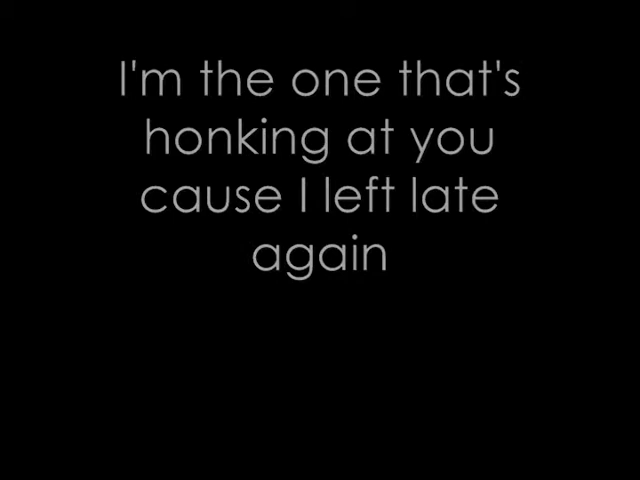 I'm the one that's
honking at you
cause I left late
again